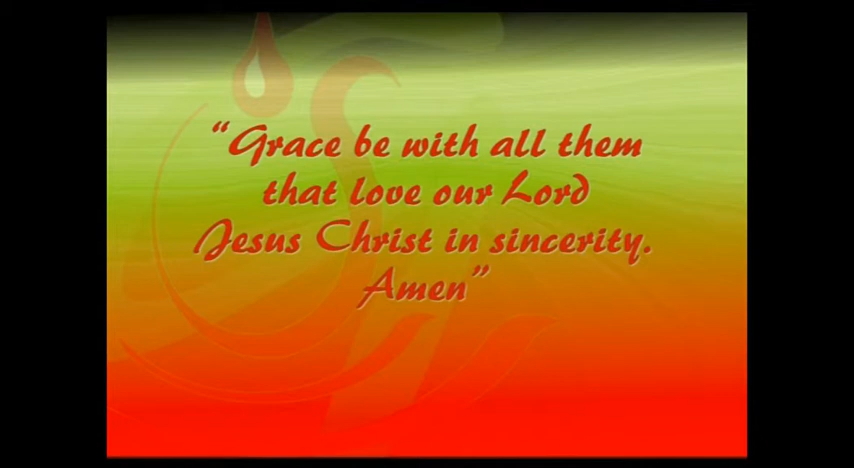 “Grace be with all them
that love our Lord
Jesus Christ in sincerity.
Amen”